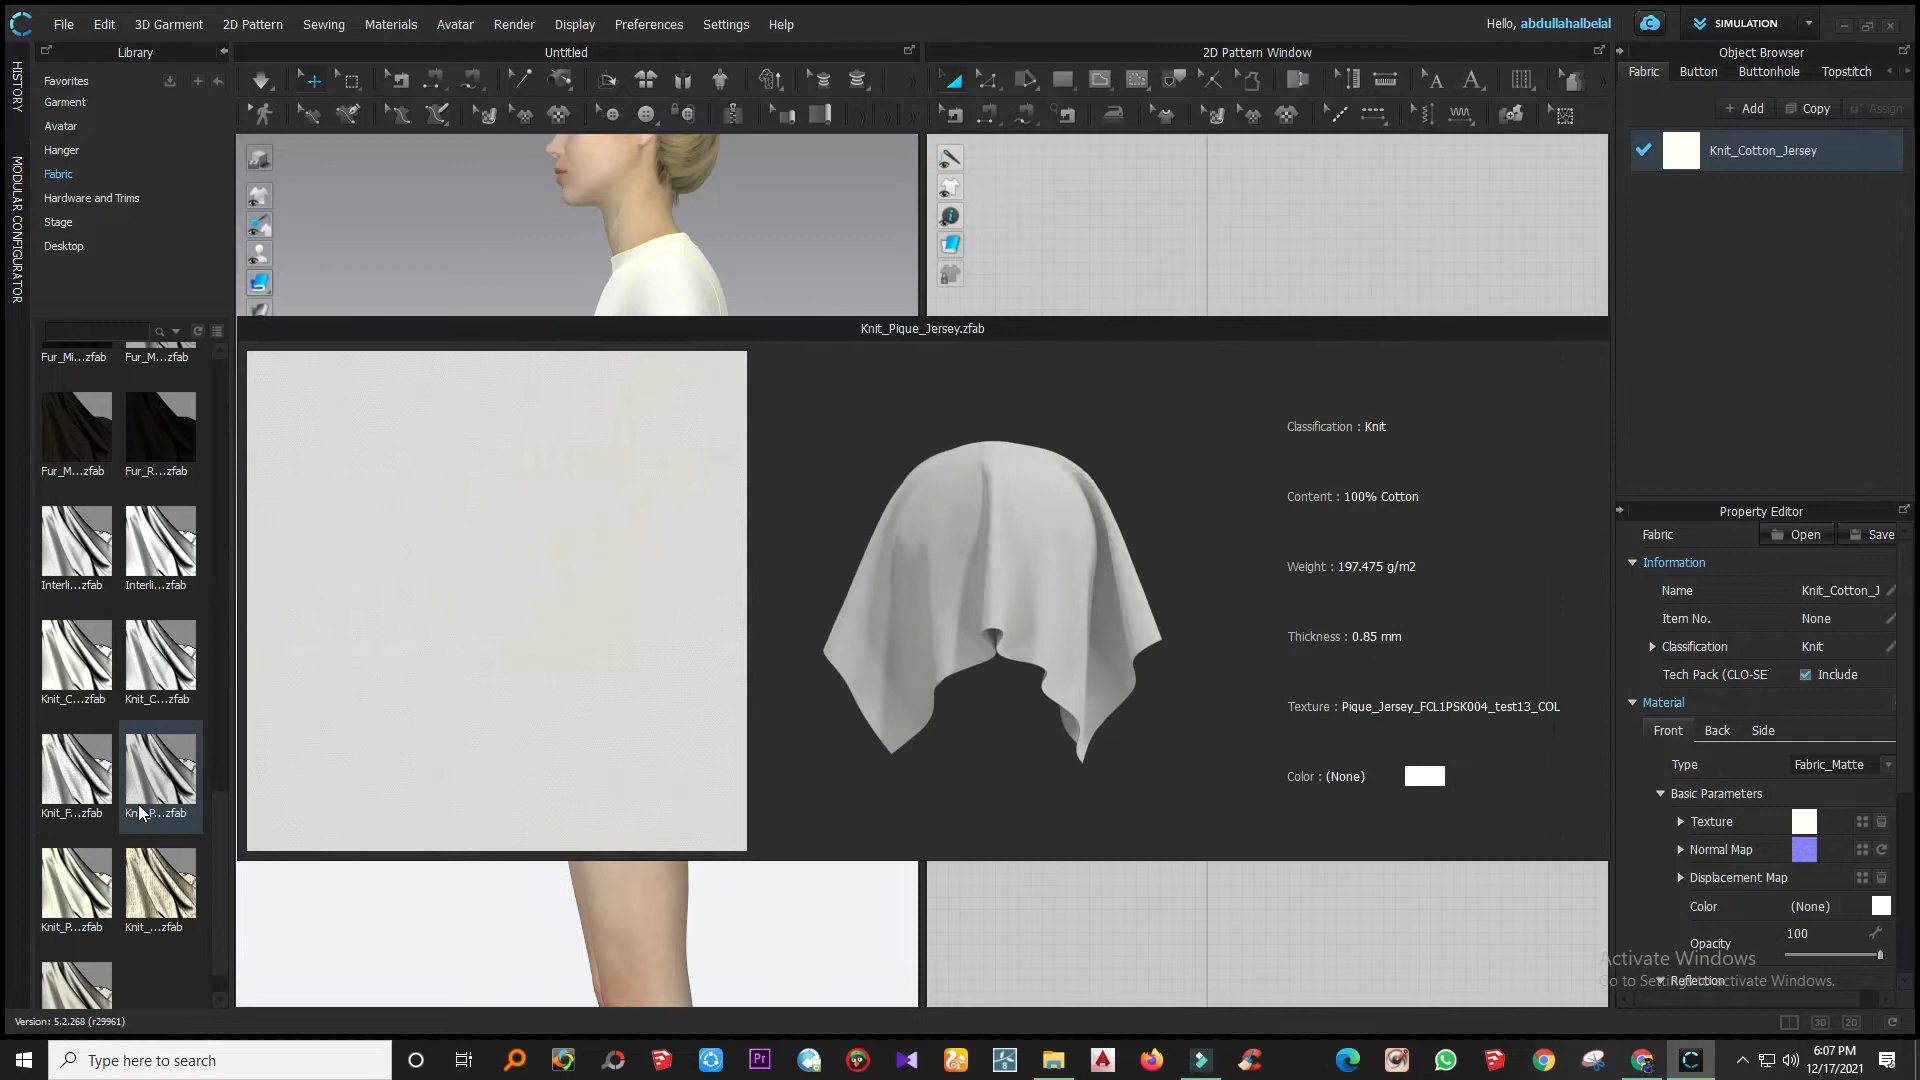 File Edit 3D Garment 2D Pattern Sewing Materials Avatar Render Display Preferences Settings Help
Hello, abdullahalbelal
SIMULATION
HISTORY
MODULAR CONFIGURATOR
Library
Untitled
2D Pattern Window
Object Browser
Fabric Button Buttonhole Topstitch
Add Copy Assign
Knit_Cotton_Jersey
Favorites
Garment
Avatar
Hanger
Fabric
Hardware and Trims
Stage
Desktop
Fur_Mi...zfab Fur_M...zfab
Fur_M...zfab Fur_R...zfab
Interli...zfab Interli...zfab
Knit_C...zfab Knit_C...zfab
Knit_F...zfab Knit_P...zfab
Knit_P...zfab Knit_...zfab
Knit_Pique_Jersey.zfab
Classification : Knit
Content : 100% Cotton
Weight : 197.475 g/m2
Thickness : 0.85 mm
Texture : Pique_Jersey_FCL1PSK004_test13_COL
Color : (None)
Property Editor
Fabric Open Save
Information
Name Knit_Cotton_J
Item No. None
Classification Knit
Tech Pack (CLO-SE Include
Material
Front Back Side
Type Fabric_Matte
Basic Parameters
Texture
Normal Map
Displacement Map
Color (None)
Opacity 100
Reflection
Activate Windows
Go to Settings to activate Windows.
Version: 5.2.268 (r29961)
3D 2D
Type here to search
Pr
6:07 PM
12/17/2021